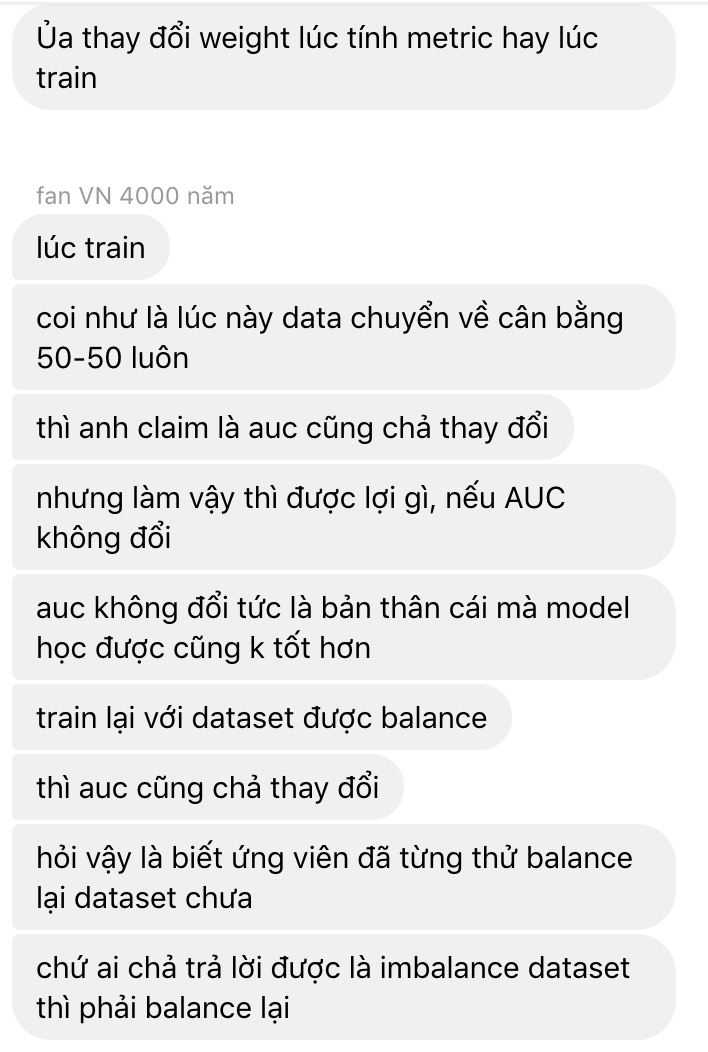 Ủa thay đổi weight lúc tính metric hay lúc
train
fan VN 4000 năm
lúc train
coi như là lúc này data chuyển về cân bằng
50-50 luôn
thì anh claim là auc cũng chả thay đổi
nhưng làm vậy thì được lợi gì, nếu AUC
không đổi
auc không đổi tức là bản thân cái mà model
học được cũng k tốt hơn
train lại với dataset được balance
thì auc cũng chả thay đổi
hỏi vậy là biết ứng viên đã từng thử balance
lại dataset chưa
chứ ai chả trả lời được là imbalance dataset
thì phải balance lại